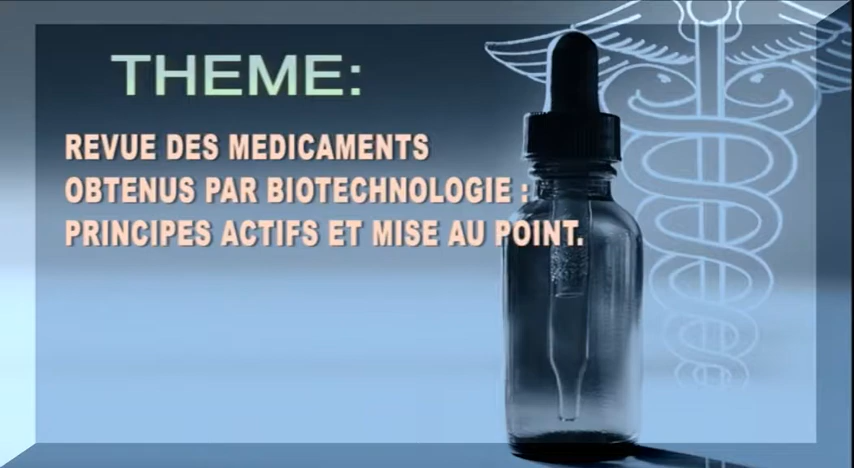 THEME:
REVUE DES MEDICAMENTS
OBTENUS PAR BIOTECHNOLOGIE :
PRINCIPES ACTIFS ET MISE AU POINT.